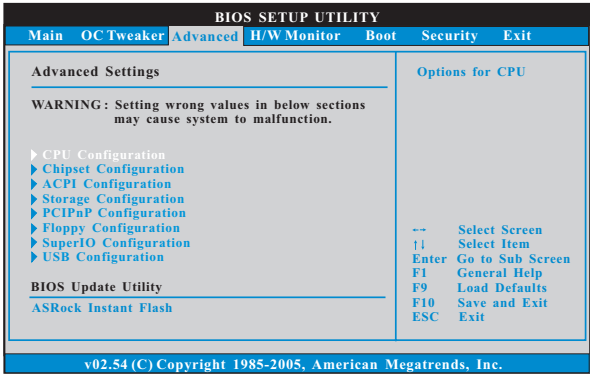 BIOS SETUP UTILITY
Main OC Tweaker Advanced H/W Monitor Boot Security Exit
Advanced Settings
WARNING : Setting wrong values in below sections
may cause system to malfunction.
CPU Configuration
Chipset Configuration
ACPI Configuration
Storage Configuration
PCIPnP Configuration
Floppy Configuration
SuperIO Configuration
USB Configuration
BIOS Update Utility
ASRock Instant Flash
Options for CPU
←→ Select Screen
↑↓ Select Item
Enter Go to Sub Screen
F1 General Help
F9 Load Defaults
F10 Save and Exit
ESC Exit
v02.54 (C) Copyright 1985-2005, American Megatrends, Inc.